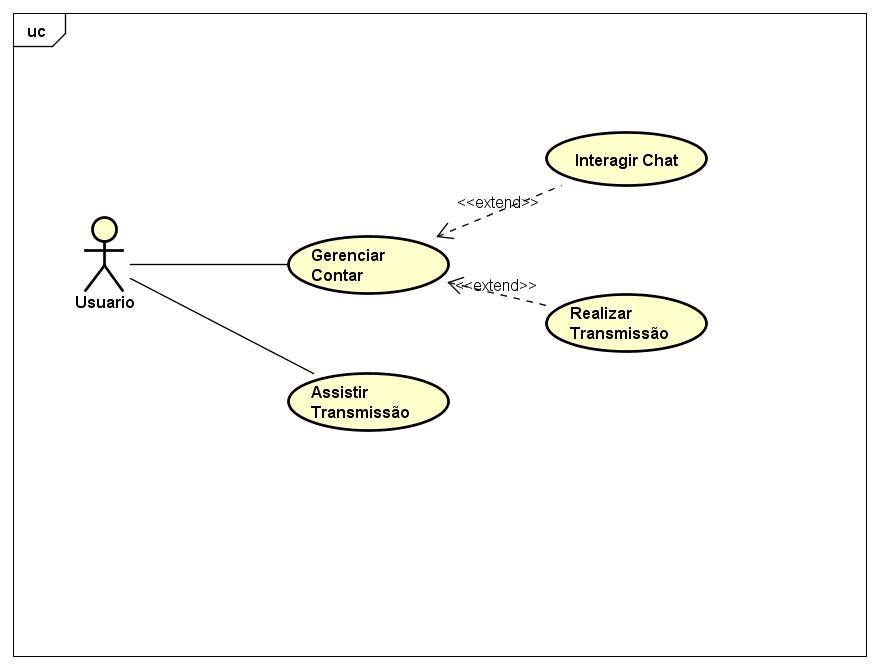 uc
Interagir Chat
<<extend>>
Gerenciar
Contar
<<extend>>
Usuario
Realizar
Transmissão
Assistir
Transmissão